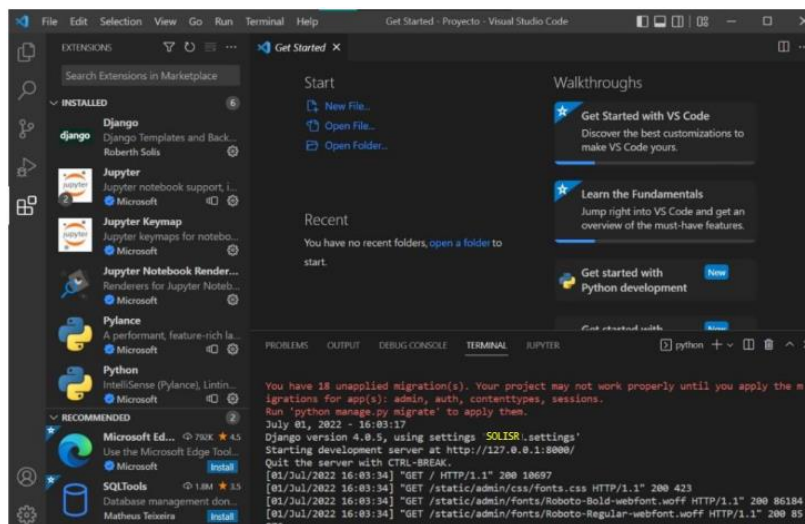 File Edit Selection View Go Run Terminal Help
Get Started - Proyecto - Visual Studio Code
EXTENSIONS
Search Extensions in Marketplace
INSTALLED
6
django
Django
Django Templates and Back...
Roberth Solis
jupyter
2
Jupyter
Jupyter notebook support, i...
Microsoft
jupyter
Jupyter Keymap
Jupyter keymaps for notebo...
Microsoft
Jupyter Notebook Render...
Renderers for Jupyter Noteb...
Microsoft
Pylance
A performant, feature-rich la...
Microsoft
Python
IntelliSense (Pylance), Lintin...
Microsoft
RECOMMENDED
2
Microsoft Ed... 792K 4.5
Use the Microsoft Edge Tool...
Microsoft Install
SQLTools 1.8M 3.5
Database management don...
Matheus Teixeira Install
Get Started
Start
New File...
Open File...
Open Folder...
Recent
You have no recent folders, open a folder to
start.
Walkthroughs
Get Started with VS Code
Discover the best customizations to
make VS Code yours.
Learn the Fundamentals
Jump right into VS Code and get an
overview of the must-have features.
Get started with New
Python development
Get started with New
PROBLEMS OUTPUT DEBUG CONSOLE TERMINAL JUPYTER
python
You have 18 unapplied migration(s). Your project may not work properly until you apply the m
igrations for app(s): admin, auth, contenttypes, sessions.
Run 'python manage.py migrate' to apply them.
July 01, 2022 - 16:03:17
Django version 4.0.5, using settings 'SOLISR.settings'
Starting development server at http://127.0.0.1:8000/
Quit the server with CTRL-BREAK.
[01/Jul/2022 16:03:34] "GET / HTTP/1.1" 200 10697
[01/Jul/2022 16:03:34] "GET /static/admin/css/fonts.css HTTP/1.1" 200 423
[01/Jul/2022 16:03:34] "GET /static/admin/fonts/Roboto-Bold-webfont.woff HTTP/1.1" 200 86184
[01/Jul/2022 16:03:34] "GET /static/admin/fonts/Roboto-Regular-webfont.woff HTTP/1.1" 200 85